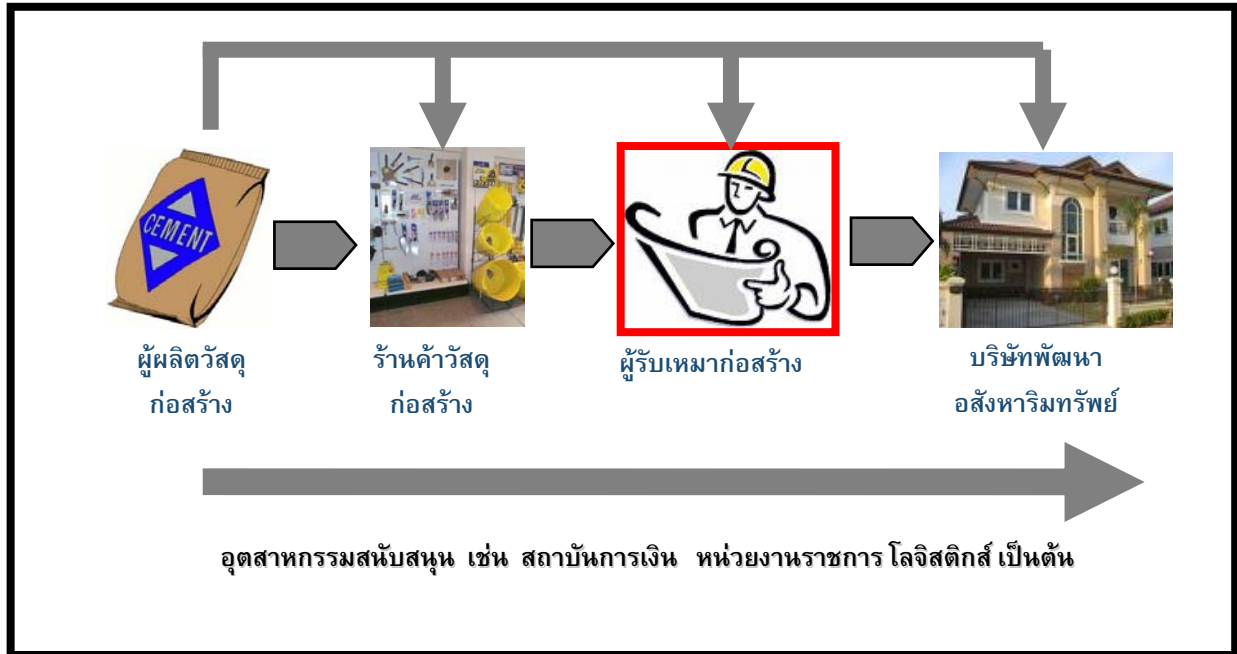 CEMENT
ผู้ผลิตวัสดุ
ก่อสร้าง
ร้านค้าวัสดุ
ก่อสร้าง
ผู้รับเหมาก่อสร้าง
บริษัทพัฒนา
อสังหาริมทรัพย์
อุตสาหกรรมสนับสนุน เช่น สถาบันการเงิน หน่วยงานราชการ โลจิสติกส์ เป็นต้น